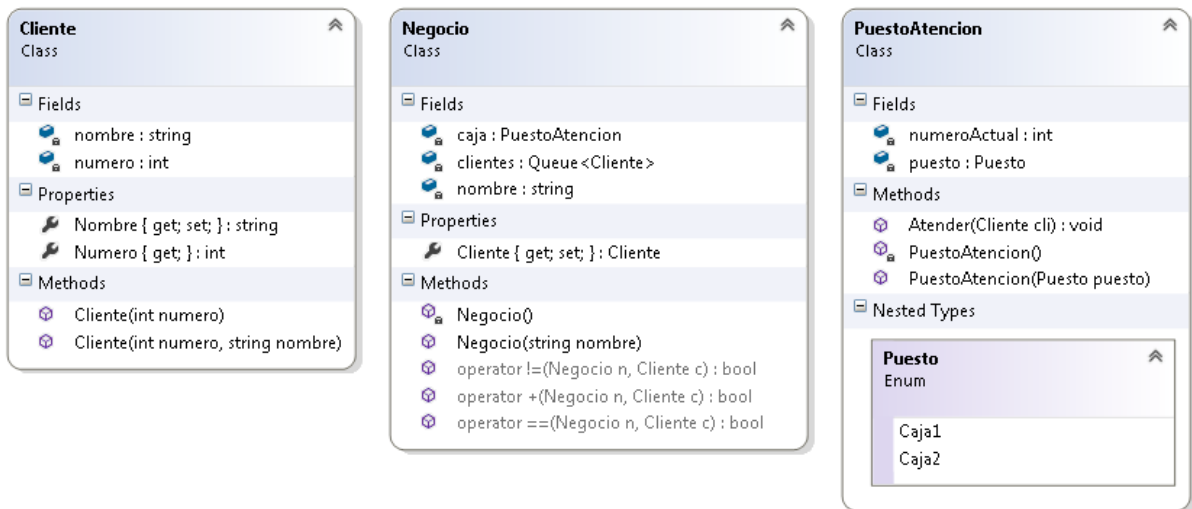 Cliente
Class
Fields
nombre : string
numero : int
Properties
Nombre { get; set; } : string
Numero { get; } : int
Methods
Cliente(int numero)
Cliente(int numero, string nombre)
Negocio
Class
Fields
caja : PuestoAtencion
clientes : Queue<Cliente>
nombre : string
Properties
Cliente { get; set; } : Cliente
Methods
Negocio()
Negocio(string nombre)
operator !=(Negocio n, Cliente c) : bool
operator +(Negocio n, Cliente c) : bool
operator ==(Negocio n, Cliente c) : bool
PuestoAtencion
Class
Fields
numeroActual : int
puesto : Puesto
Methods
Atender(Cliente cli) : void
PuestoAtencion()
PuestoAtencion(Puesto puesto)
Nested Types
Puesto
Enum
Caja1
Caja2